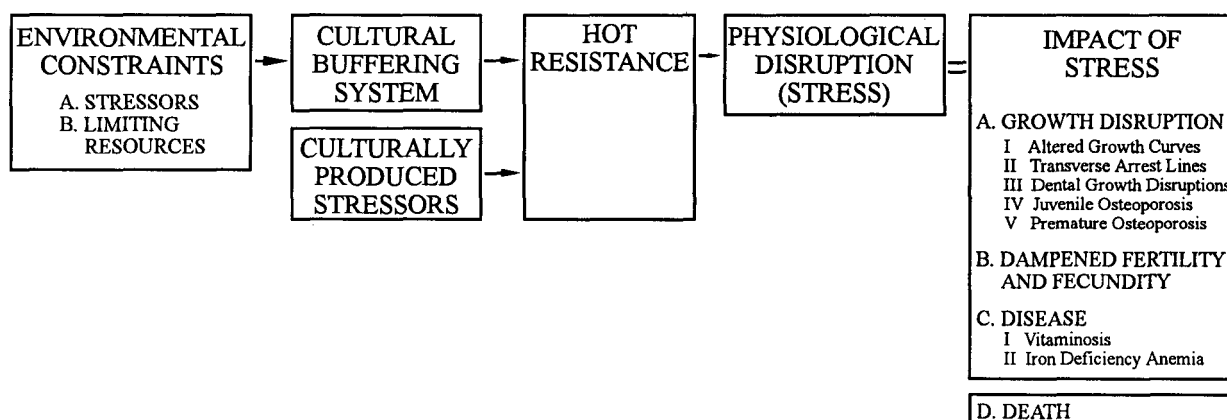 ENVIRONMENTAL
CONSTRAINTS
A. STRESSORS
B. LIMITING
RESOURCES
CULTURAL
BUFFERING
SYSTEM
CULTURALLY
PRODUCED
STRESSORS
HOT
RESISTANCE
PHYSIOLOGICAL
DISRUPTION
(STRESS)
=
IMPACT OF
STRESS
A. GROWTH DISRUPTION
I Altered Growth Curves
II Transverse Arrest Lines
III Dental Growth Disruptions
IV Juvenile Osteoporosis
V Premature Osteoporosis
B. DAMPENED FERTILITY
AND FECUNDITY
C. DISEASE
I Vitaminosis
II Iron Deficiency Anemia
D. DEATH